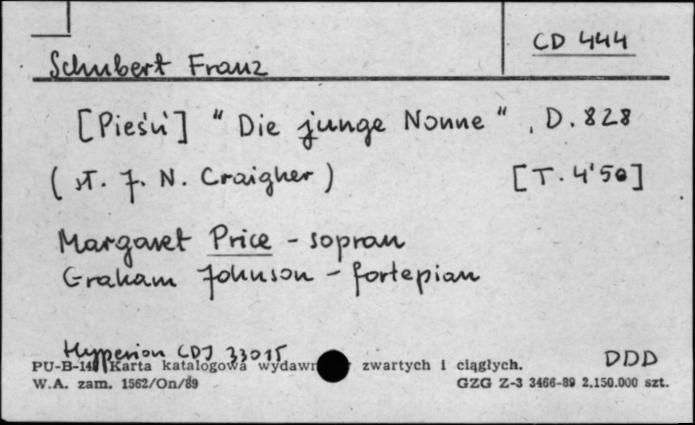 CD 444
Schubert Franz
[Pieśń] "Die junge Nonne", D. 828
(sł. J. N. Craigher) [T. 4'50]
Margaret Price - sopran
Graham Johnson - fortepian
Hyperion CDJ 33015 DDD
PU-B-14 Karta katalogowa wydawn zwartych i ciągłych.
W.A. zam. 1562/On/89 GZG Z-3 3466-89 2.150.000 szt.